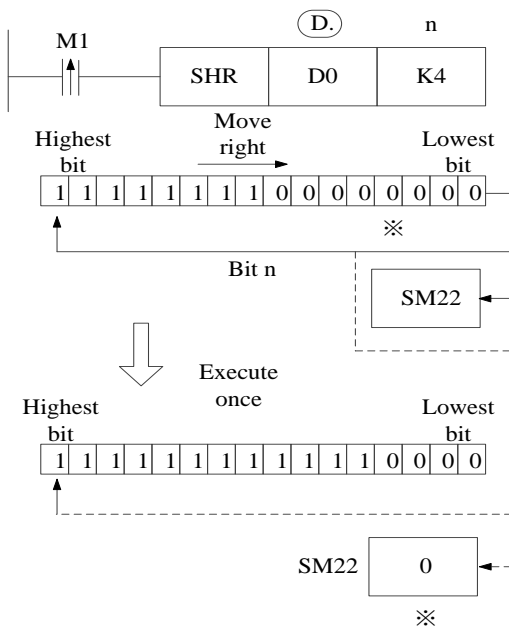 D. n
M1
SHR D0 K4
Highest bit
Move right
Lowest bit
1 1 1 1 1 1 1 1 0 0 0 0 0 0 0 0
※
Bit n
SM22
Execute once
Highest bit
Lowest bit
1 1 1 1 1 1 1 1 1 1 1 1 0 0 0 0
SM22 0
※